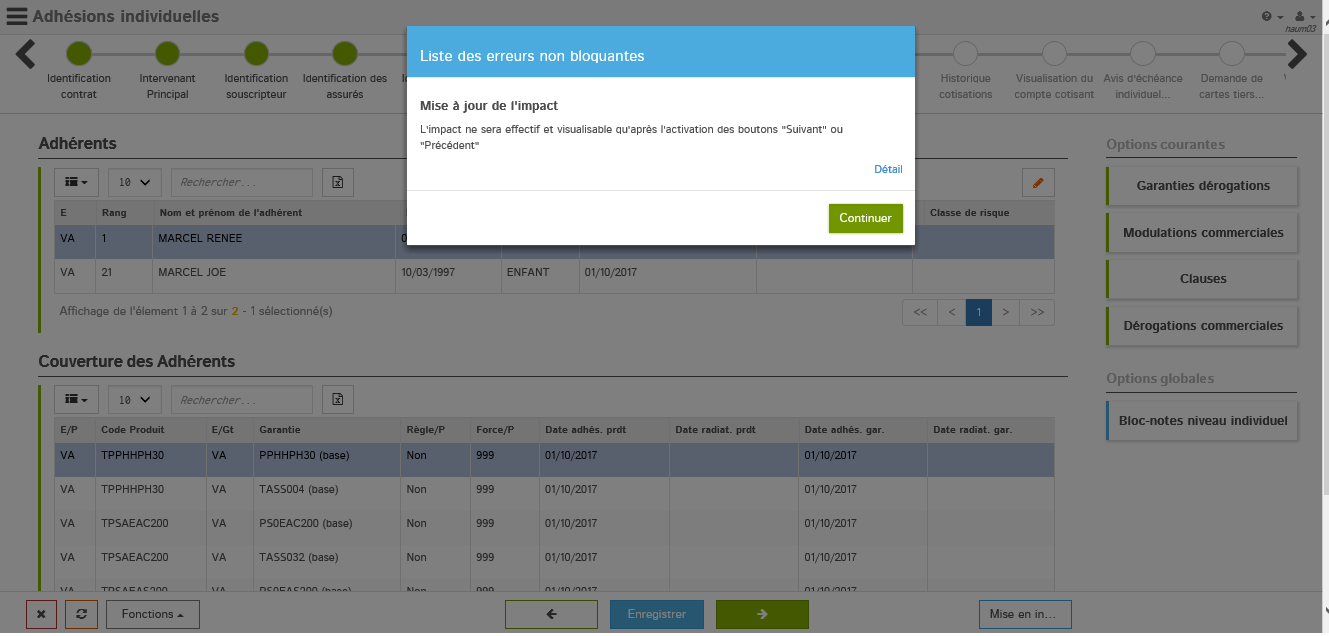 Adhésions individuelles
haum03
Identification contrat
Intervenant Principal
Identification souscripteur
Identification des assurés
Historique cotisations
Visualisation du compte cotisant
Avis d'échéance individuel...
Demande de cartes tiers...
Liste des erreurs non bloquantes
Mise à jour de l'impact
L'impact ne sera effectif et visualisable qu'après l'activation des boutons "Suivant" ou
"Précédent"
Détail
Continuer
Adhérents
10 Rechercher...
E Rang Nom et prénom de l'adhérent Classe de risque
VA 1 MARCEL RENEE
VA 21 MARCEL JOE 10/03/1997 ENFANT 01/10/2017
Affichage de l'élement 1 à 2 sur 2 - 1 sélectionné(s)
<< < 1 > >>
Couverture des Adhérents
10 Rechercher...
E/P Code Produit E/Gt Garantie Règle/P Force/P Date adhés. prdt Date radiat. prdt Date adhés. gar. Date radiat. gar.
VA TPPHHPH30 VA PPHHPH30 (base) Non 999 01/10/2017 01/10/2017
VA TPPHHPH30 VA TASS004 (base) Non 999 01/10/2017 01/10/2017
VA TPSAEAC200 VA PS0EAC200 (base) Non 999 01/10/2017 01/10/2017
VA TPSAEAC200 VA TASS032 (base) Non 999 01/10/2017 01/10/2017
VA TPSAEAS200 VA PS0EAS200 (base) Non 999 01/10/2017 01/10/2017
Options courantes
Garanties dérogations
Modulations commerciales
Clauses
Dérogations commerciales
Options globales
Bloc-notes niveau individuel
Fonctions
Enregistrer
Mise en in...